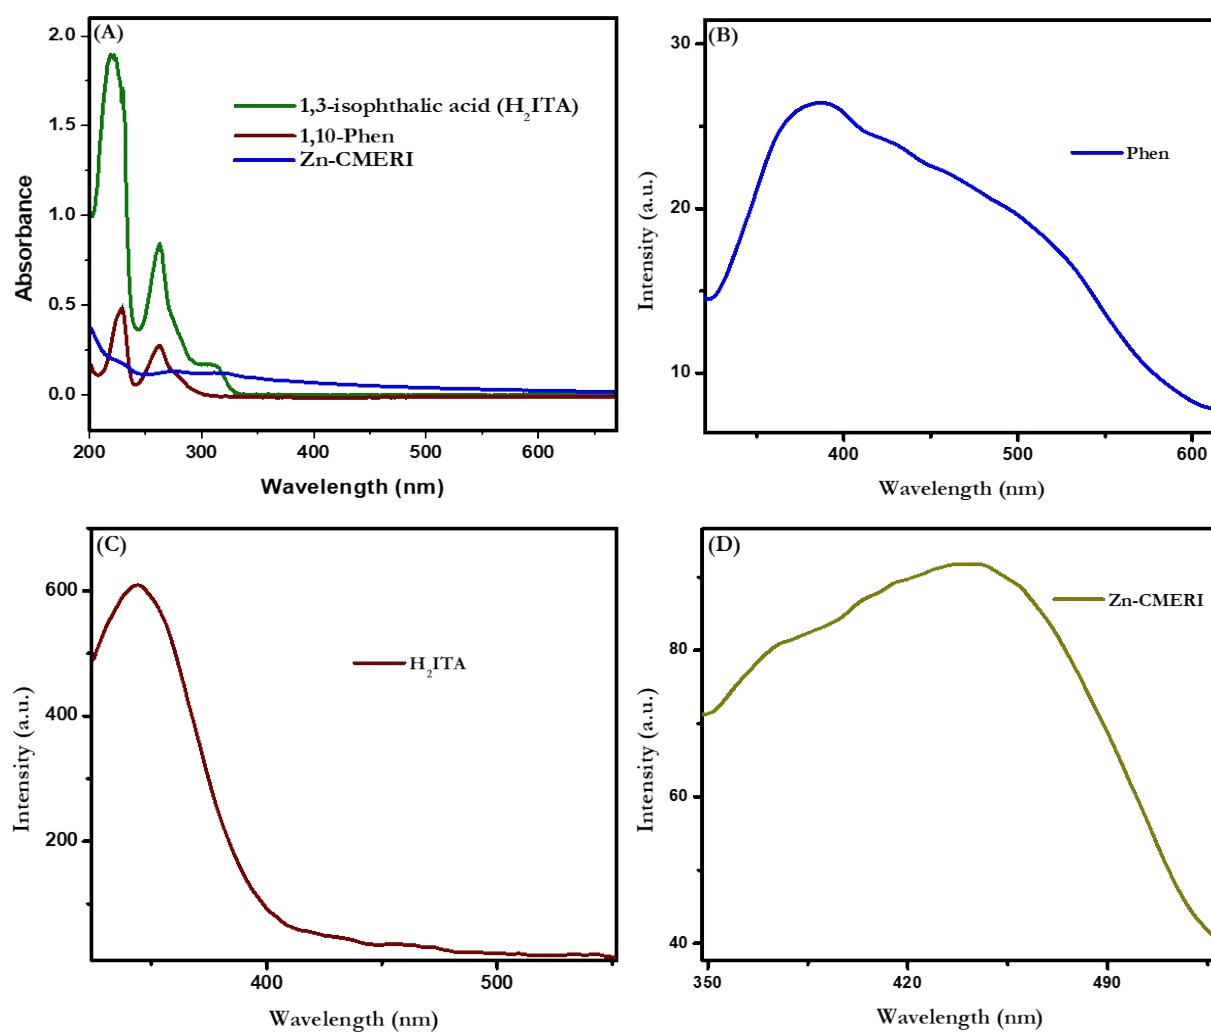 (A)
2.0
1.5
1.0
0.5
0.0
Absorbance
1,3-isophthalic acid (H₂ITA)
1,10-Phen
Zn-CMERI
200 300 400 500 600
Wavelength (nm)
(B)
30
20
10
Intensity (a.u.)
Phen
400 500 600
Wavelength (nm)
(C)
600
400
200
Intensity (a.u.)
H₂ITA
400 500
Wavelength (nm)
(D)
80
60
40
Intensity (a.u.)
Zn-CMERI
350 420 490
Wavelength (nm)